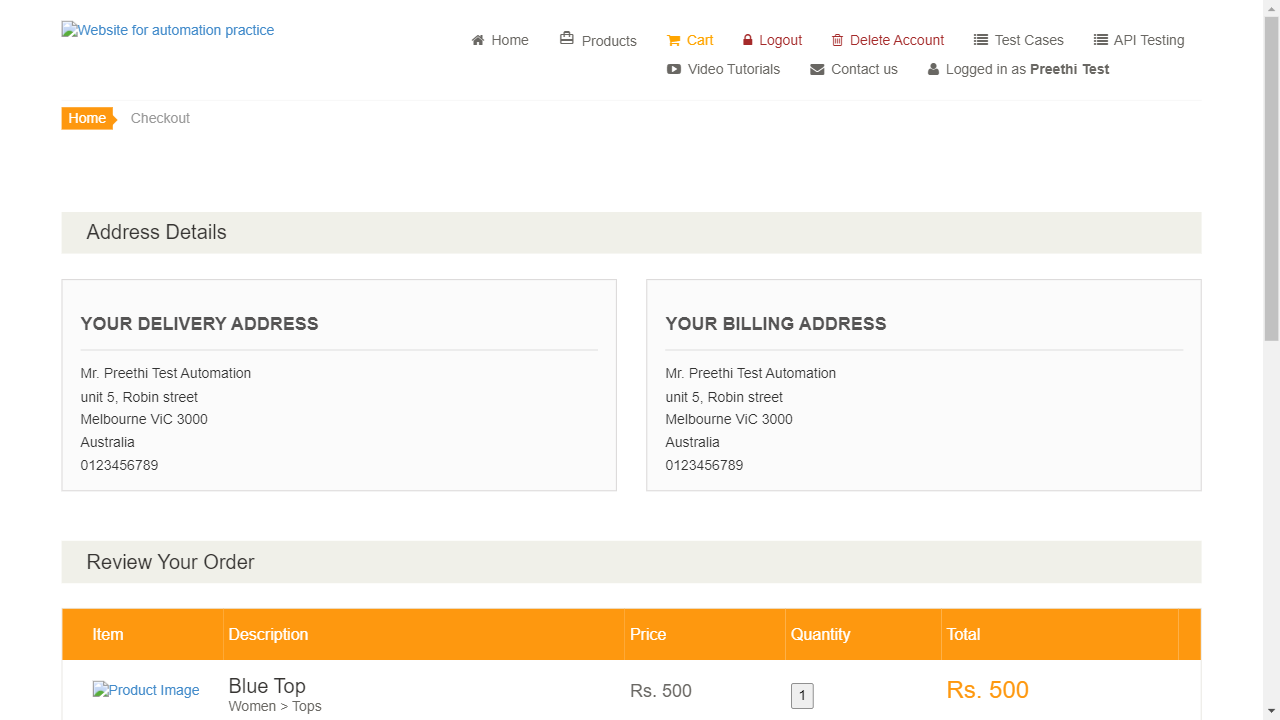 Website for automation practice
Home Products Cart Logout Delete Account Test Cases API Testing
Video Tutorials Contact us Logged in as Preethi Test
Home Checkout
Address Details
YOUR DELIVERY ADDRESS
Mr. Preethi Test Automation
unit 5, Robin street
Melbourne ViC 3000
Australia
0123456789
YOUR BILLING ADDRESS
Mr. Preethi Test Automation
unit 5, Robin street
Melbourne ViC 3000
Australia
0123456789
Review Your Order
Item Description Price Quantity Total
Product Image Blue Top Rs. 500 1 Rs. 500
Women > Tops